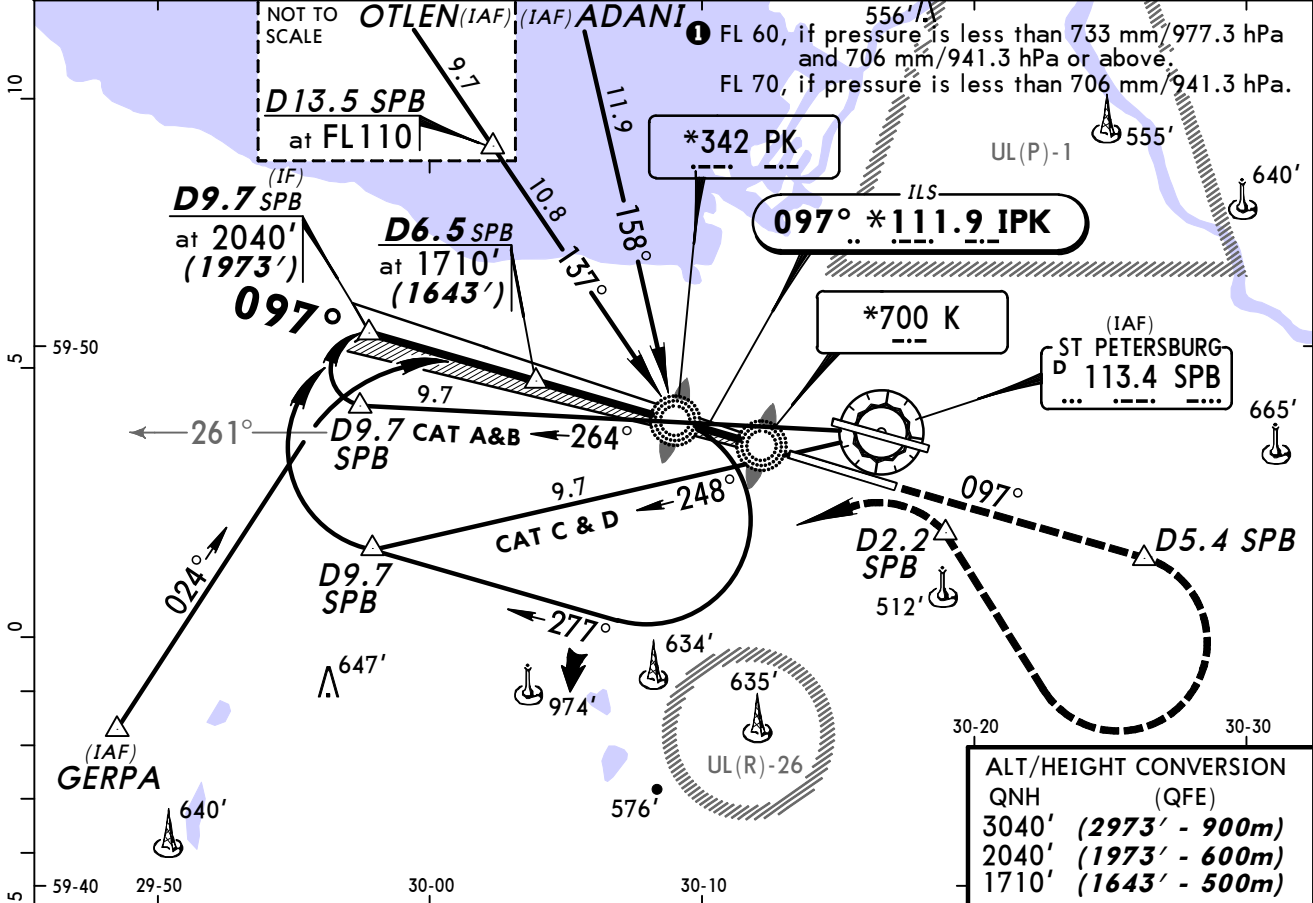 NOT TO
SCALE
OTLEN (IAF)
(IAF) ADANI
556'
❶ FL 60, if pressure is less than 733 mm/977.3 hPa
and 706 mm/941.3 hPa or above.
FL 70, if pressure is less than 706 mm/941.3 hPa.
10
9.7
11.9
D13.5 SPB
at FL110
*342 PK
555'
UL(P)-1
640'
(IF)
D9.7 SPB
at 2040'
(1973')
10.8
137°
158°
ILS
097° *111.9 IPK
D6.5 SPB
at 1710'
(1643')
097°
*700 K
(IAF)
ST PETERSBURG
D 113.4 SPB
5
59-50
9.7
665'
261°
D9.7
SPB
CAT A&B
264°
9.7
248°
CAT C & D
097°
D2.2
SPB
D5.4 SPB
D9.7
SPB
024°
512'
277°
0
634'
647'
974'
635'
UL(R)-26
(IAF)
GERPA
640'
576'
30-20
30-30
ALT/HEIGHT CONVERSION
QNH (QFE)
3040' (2973' - 900m)
2040' (1973' - 600m)
1710' (1643' - 500m)
5
59-40
29-50
30-00
30-10